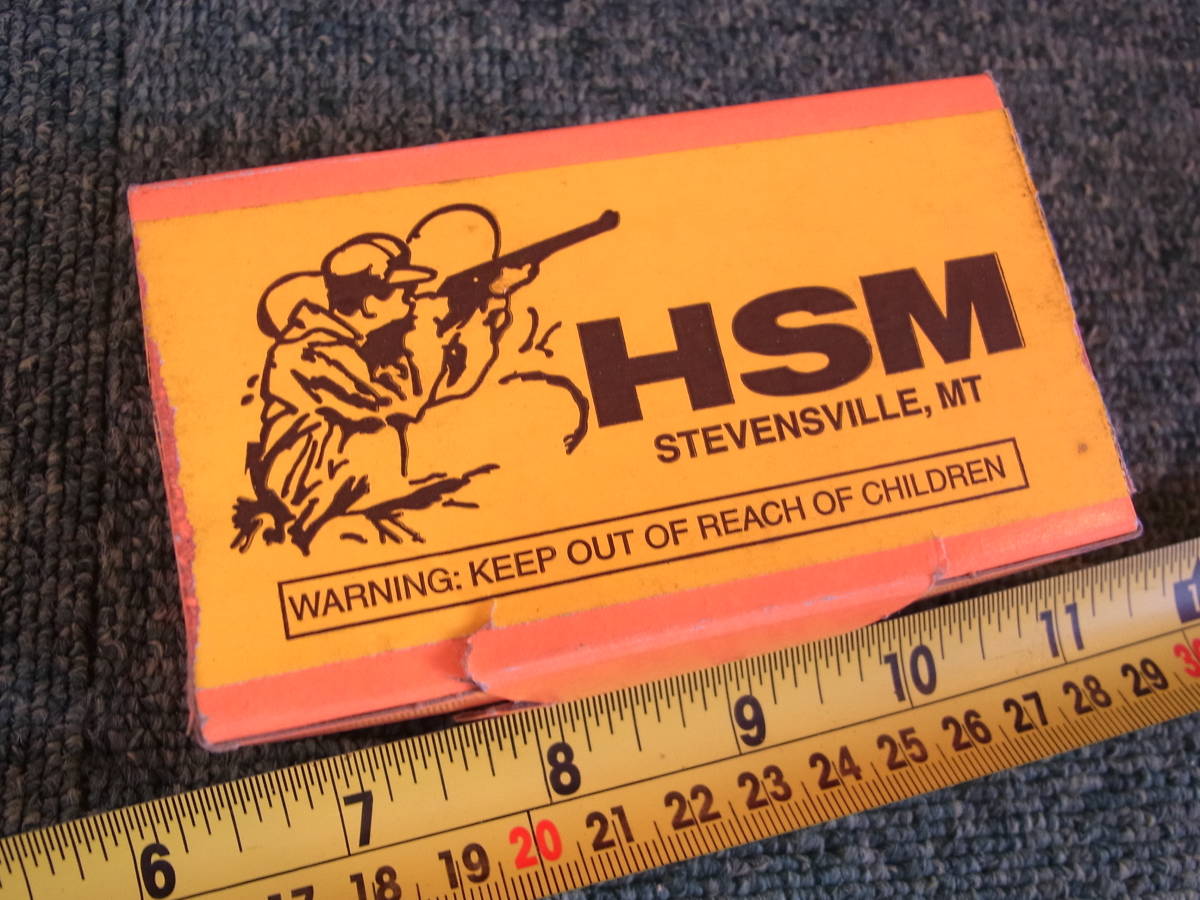 HSM
STEVENSVILLE, MT
WARNING: KEEP OUT OF REACH OF CHILDREN
6 7 8 9 10 11
18 19 20 21 22 23 24 25 26 27 28 29